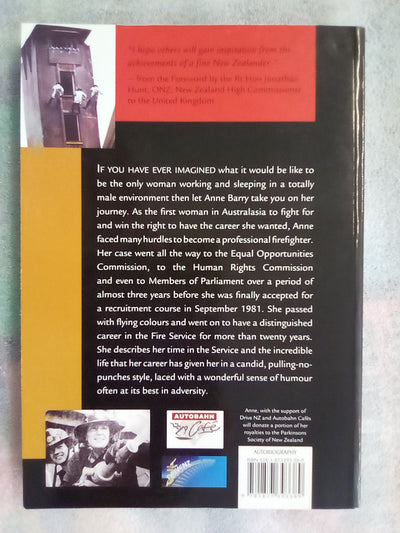 "I hope others will gain inspiration from the
achievements of a fine New Zealander."
— from the Foreword by the Rt Hon Jonathan
Hunt, ONZ, New Zealand High Commissioner
to the United Kingdom
IF YOU HAVE EVER IMAGINED what it would be like to
be the only woman working and sleeping in a totally
male environment then let Anne Barry take you on her
journey. As the first woman in Australasia to fight for
and win the right to have the career she wanted, Anne
faced many hurdles to become a professional firefighter.
Her case went all the way to the Equal Opportunities
Commission, to the Human Rights Commission
and even to Members of Parliament over a period of
almost three years before she was finally accepted for
a recruitment course in September 1981. She passed
with flying colours and went on to have a distinguished
career in the Fire Service for more than twenty years.
She describes her time in the Service and the incredible
life that her career has given her in a candid, pulling-no-
punches style, laced with a wonderful sense of humour
often at its best in adversity.
AUTOBAHN
Café
Anne, with the support of
Drive NZ and Autobahn Cafés
will donate a portion of her
royalties to the Parkinsons
Society of New Zealand
AUTOBIOGRAPHY